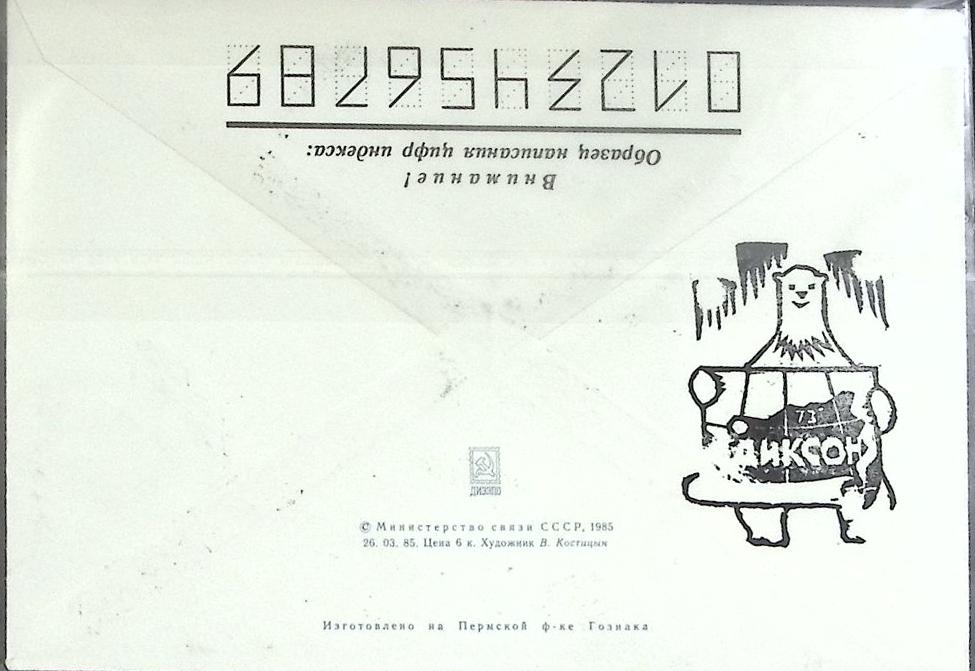 Внимание!
Образец написания цифр индекса:
0123456789
73°
ДИКСОН
ДИЭЗПО
© Министерство связи СССР, 1985
26. 03. 85. Цена 6 к. Художник В. Костицын
Изготовлено на Пермской ф-ке Гознака